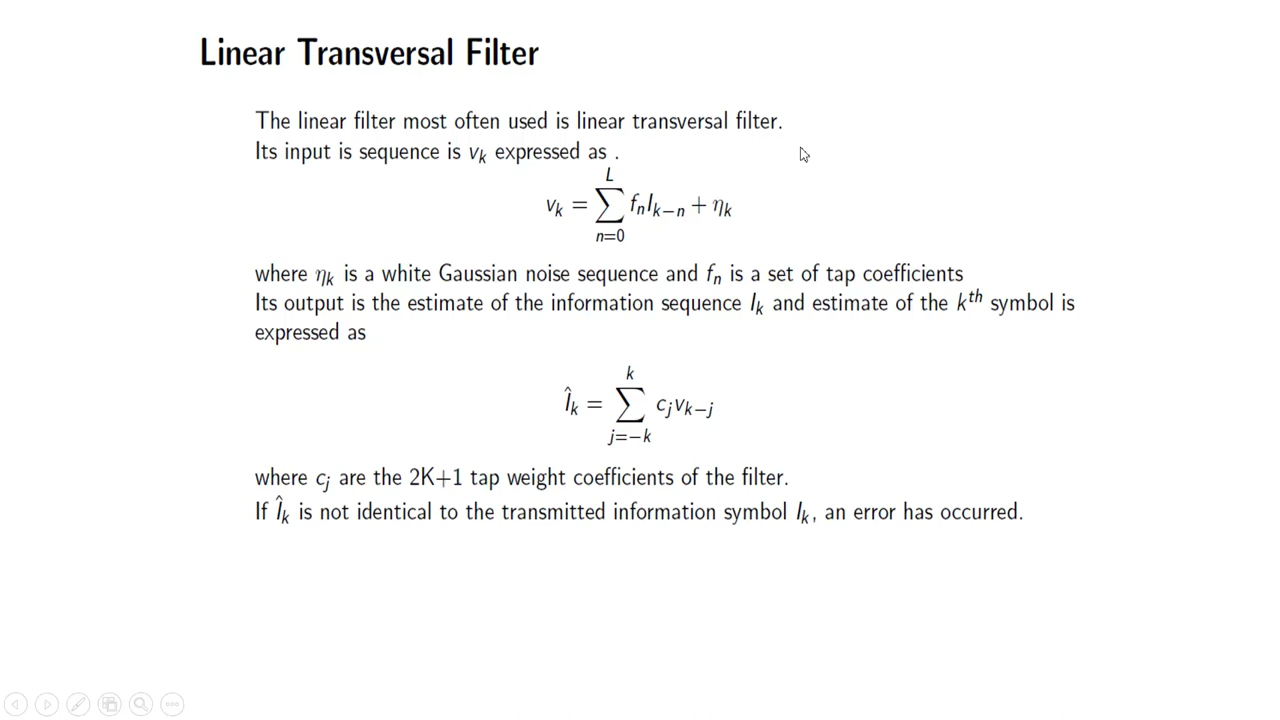 Linear Transversal Filter
The linear filter most often used is linear transversal filter.
Its input is sequence is v_k expressed as .
v_k = \sum_{n=0}^{L} f_n I_{k-n} + η_k
where η_k is a white Gaussian noise sequence and f_n is a set of tap coefficients
Its output is the estimate of the information sequence I_k and estimate of the k^{th} symbol is
expressed as
\hat{I}_k = \sum_{j=-k}^{k} c_j v_{k-j}
where c_j are the 2K+1 tap weight coefficients of the filter.
If \hat{I}_k is not identical to the transmitted information symbol I_k, an error has occurred.